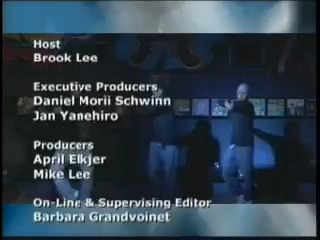 Host
Brook Lee
Executive Producers
Daniel Morii Schwinn
Jan Yanehiro
Producers
April Elkjer
Mike Lee
On-Line & Supervising Editor
Barbara Grandvoinet